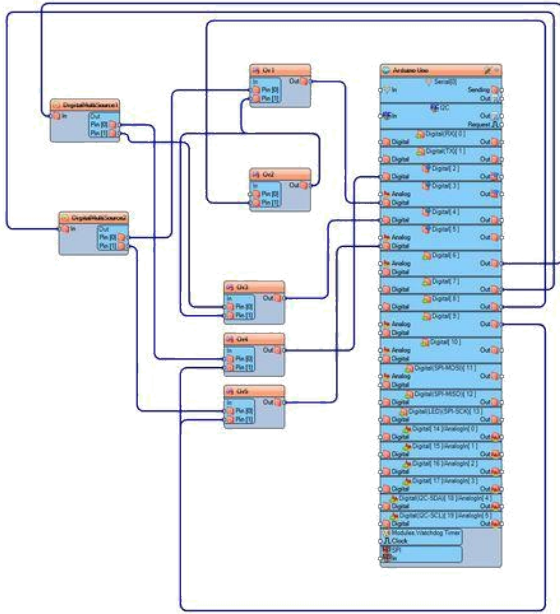 DigitalMultiSource1
In
Out
Pin [0]
Pin [1]
DigitalMultiSource2
In
Out
Pin [0]
Pin [1]
Or1
In
Out
Pin [0]
Pin [1]
Or2
In
Out
Pin [0]
Pin [1]
Or3
In
Out
Pin [0]
Pin [1]
Or4
In
Out
Pin [0]
Pin [1]
Or5
In
Out
Pin [0]
Pin [1]
Arduino Uno
Serial[0]
In
Sending
Out
I2C
In
Out
Request
Digital(RX)[ 0 ]
Digital
Out
Digital(TX)[ 1 ]
Digital
Out
Digital[ 2 ]
Digital
Out
Digital[ 3 ]
Analog
Out
Digital
Digital[ 4 ]
Digital
Out
Digital[ 5 ]
Analog
Out
Digital
Digital[ 6 ]
Analog
Out
Digital
Digital[ 7 ]
Digital
Out
Digital[ 8 ]
Digital
Out
Digital[ 9 ]
Analog
Out
Digital
Digital[ 10 ]
Analog
Out
Digital
Digital(SPI-MOSI)[ 11 ]
Analog
Out
Digital
Digital(SPI-MISO)[ 12 ]
Digital
Out
Digital(LED)(SPI-SCK)[ 13 ]
Digital
Out
Digital[ 14 ]/AnalogIn[ 0 ]
Digital
Out
Digital[ 15 ]/AnalogIn[ 1 ]
Digital
Out
Digital[ 16 ]/AnalogIn[ 2 ]
Digital
Out
Digital[ 17 ]/AnalogIn[ 3 ]
Digital
Out
Digital(I2C-SDA)[ 18 ]/AnalogIn[ 4 ]
Digital
Out
Digital(I2C-SCL)[ 19 ]/AnalogIn[ 5 ]
Digital
Out
Modules.Watchdog Timer
Clock
SPI
In